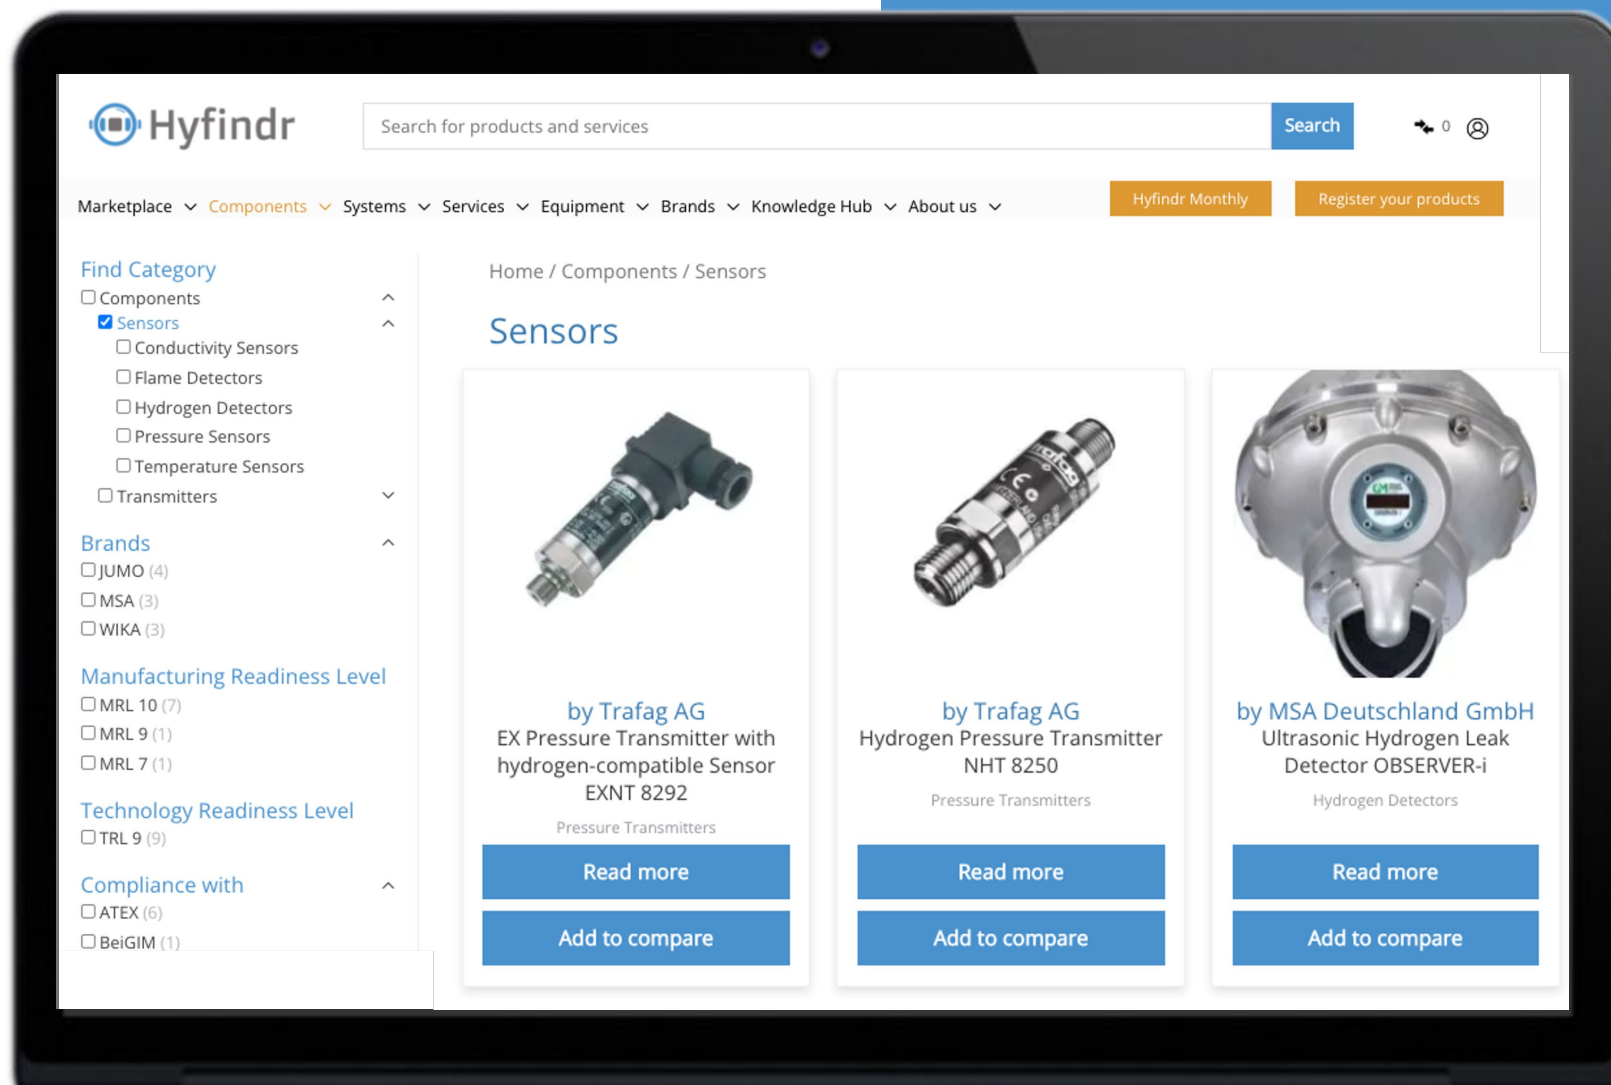 Hyfindr
Search for products and services
Search
0
Marketplace Components Systems Services Equipment Brands Knowledge Hub About us
Hyfindr Monthly
Register your products
Find Category
Components
Sensors
Conductivity Sensors
Flame Detectors
Hydrogen Detectors
Pressure Sensors
Temperature Sensors
Transmitters
Brands
JUMO (4)
MSA (3)
WIKA (3)
Manufacturing Readiness Level
MRL 10 (7)
MRL 9 (1)
MRL 7 (1)
Technology Readiness Level
TRL 9 (9)
Compliance with
ATEX (6)
BeiGIM (1)
Home / Components / Sensors
Sensors
by Trafag AG
EX Pressure Transmitter with
hydrogen-compatible Sensor
EXNT 8292
Pressure Transmitters
Read more
Add to compare
trafag
CE
by Trafag AG
Hydrogen Pressure Transmitter
NHT 8250
Pressure Transmitters
Read more
Add to compare
by MSA Deutschland GmbH
Ultrasonic Hydrogen Leak
Detector OBSERVER-i
Hydrogen Detectors
Read more
Add to compare